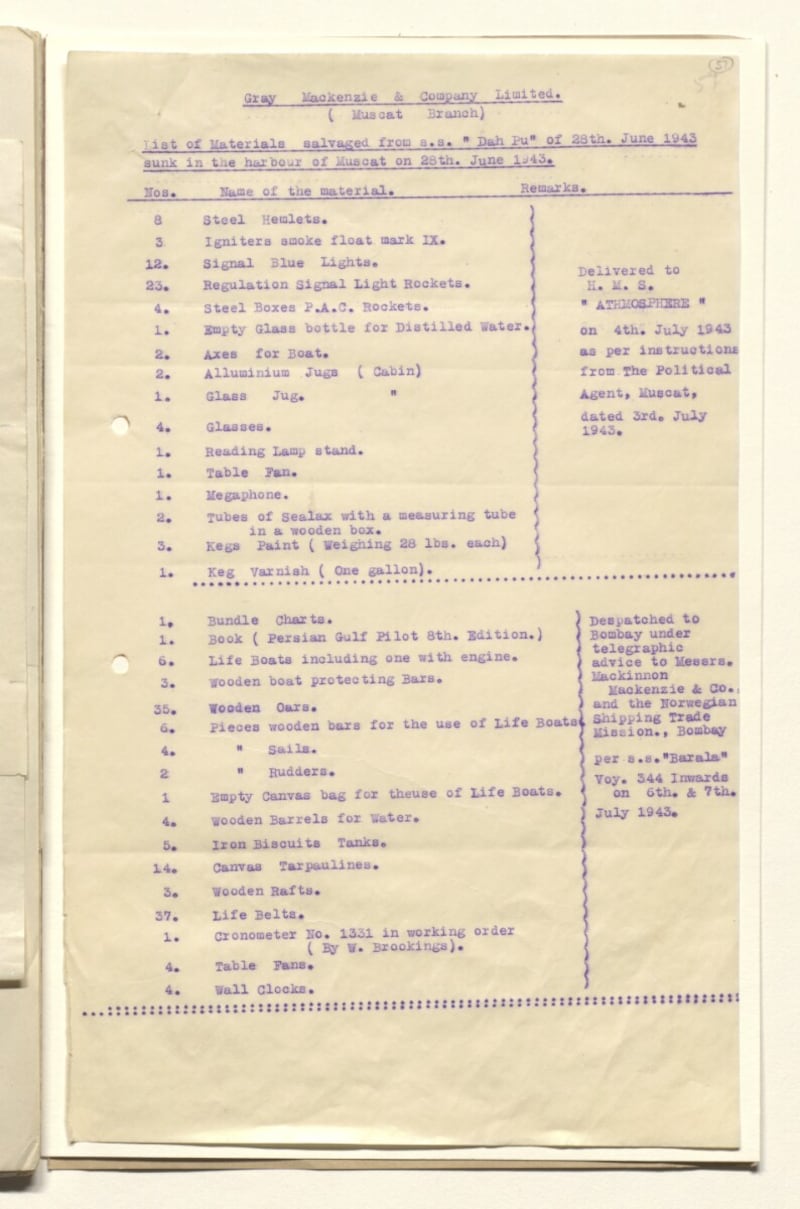 57
Gray Mackenzie & Company Limited.
( Muscat Branch)
List of Materials salvaged from s.s. " Dah Pu" of 28th. June 1943
sunk in the harbour of Muscat on 28th. June 1943.
Nos. Name of the material. Remarks.
8 Steel Hemlets.
3 Igniters smoke float mark IX.
12. Signal Blue Lights.
23. Regulation Signal Light Rockets.
4. Steel Boxes P.A.C. Rockets.
1. Empty Glass bottle for Distilled Water.
2. Axes for Boat.
2. Alluminium Jugs ( Cabin)
1. Glass Jug. "
4. Glasses.
1. Reading Lamp stand.
1. Table Fan.
1. Megaphone.
2. Tubes of Sealax with a measuring tube
in a wooden box.
3. Kegs Paint ( Weighing 28 lbs. each)
1. Keg Varnish ( One gallon).
Delivered to
H. M. S.
" ATHMOSPHERE "
on 4th. July 1943
as per instructions
from The Political
Agent, Muscat,
dated 3rd. July
1943.
1. Bundle Charts.
1. Book ( Persian Gulf Pilot 8th. Edition.)
6. Life Boats including one with engine.
3. Wooden boat protecting Bars.
35. Wooden Oars.
6. Pieces wooden bars for the use of Life Boats
4. " Sails.
2 " Rudders.
1 Empty Canvas bag for theuse of Life Boats.
4. Wooden Barrels for Water.
5. Iron Biscuits Tanks.
14. Canvas Tarpaulines.
3. Wooden Rafts.
37. Life Belts.
1. Cronometer No. 1331 in working order
( By W. Brookings).
4. Table Fans.
4. Wall Clocks.
Despatched to
Bombay under
telegraphic
advice to Messrs.
Mackinnon
Mackenzie & Co.
and the Norwegian
Shipping Trade
Mission., Bombay
per s.s."Barala"
Voy. 344 Inwards
on 6th. & 7th.
July 1943.